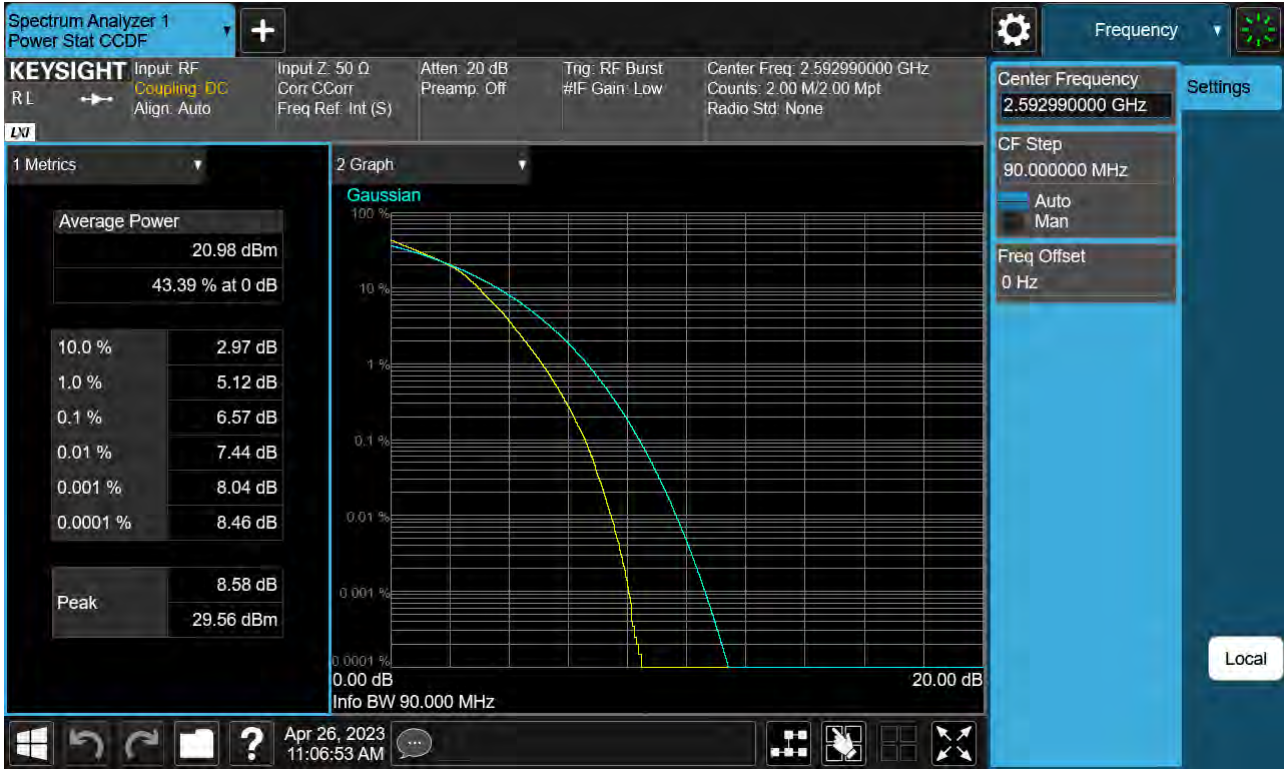 Spectrum Analyzer 1
Power Stat CCDF
Frequency
KEYSIGHT
R L
LXI
Input: RF
Coupling: DC
Align: Auto
Input Z: 50 Ω
Corr CCorr
Freq Ref: Int (S)
Atten: 20 dB
Preamp: Off
Trig: RF Burst
#IF Gain: Low
Center Freq: 2.592990000 GHz
Counts: 2.00 M/2.00 Mpt
Radio Std: None
Center Frequency
2.592990000 GHz
Settings
CF Step
90.000000 MHz
Auto
Man
Freq Offset
0 Hz
Local
1 Metrics
Average Power
20.98 dBm
43.39 % at 0 dB
10.0 % 2.97 dB
1.0 % 5.12 dB
0.1 % 6.57 dB
0.01 % 7.44 dB
0.001 % 8.04 dB
0.0001 % 8.46 dB
Peak
8.58 dB
29.56 dBm
2 Graph
Gaussian
100 %
10 %
1 %
0.1 %
0.01 %
0.001 %
0.0001 %
0.00 dB 20.00 dB
Info BW 90.000 MHz
?
Apr 26, 2023
11:06:53 AM